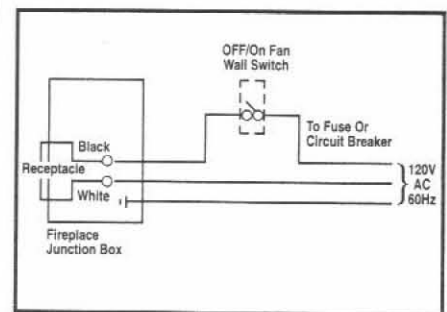 OFF/On Fan
Wall Switch
To Fuse Or
Circuit Breaker
Black
Receptacle
White
120V
AC
60Hz
Fireplace
Junction Box